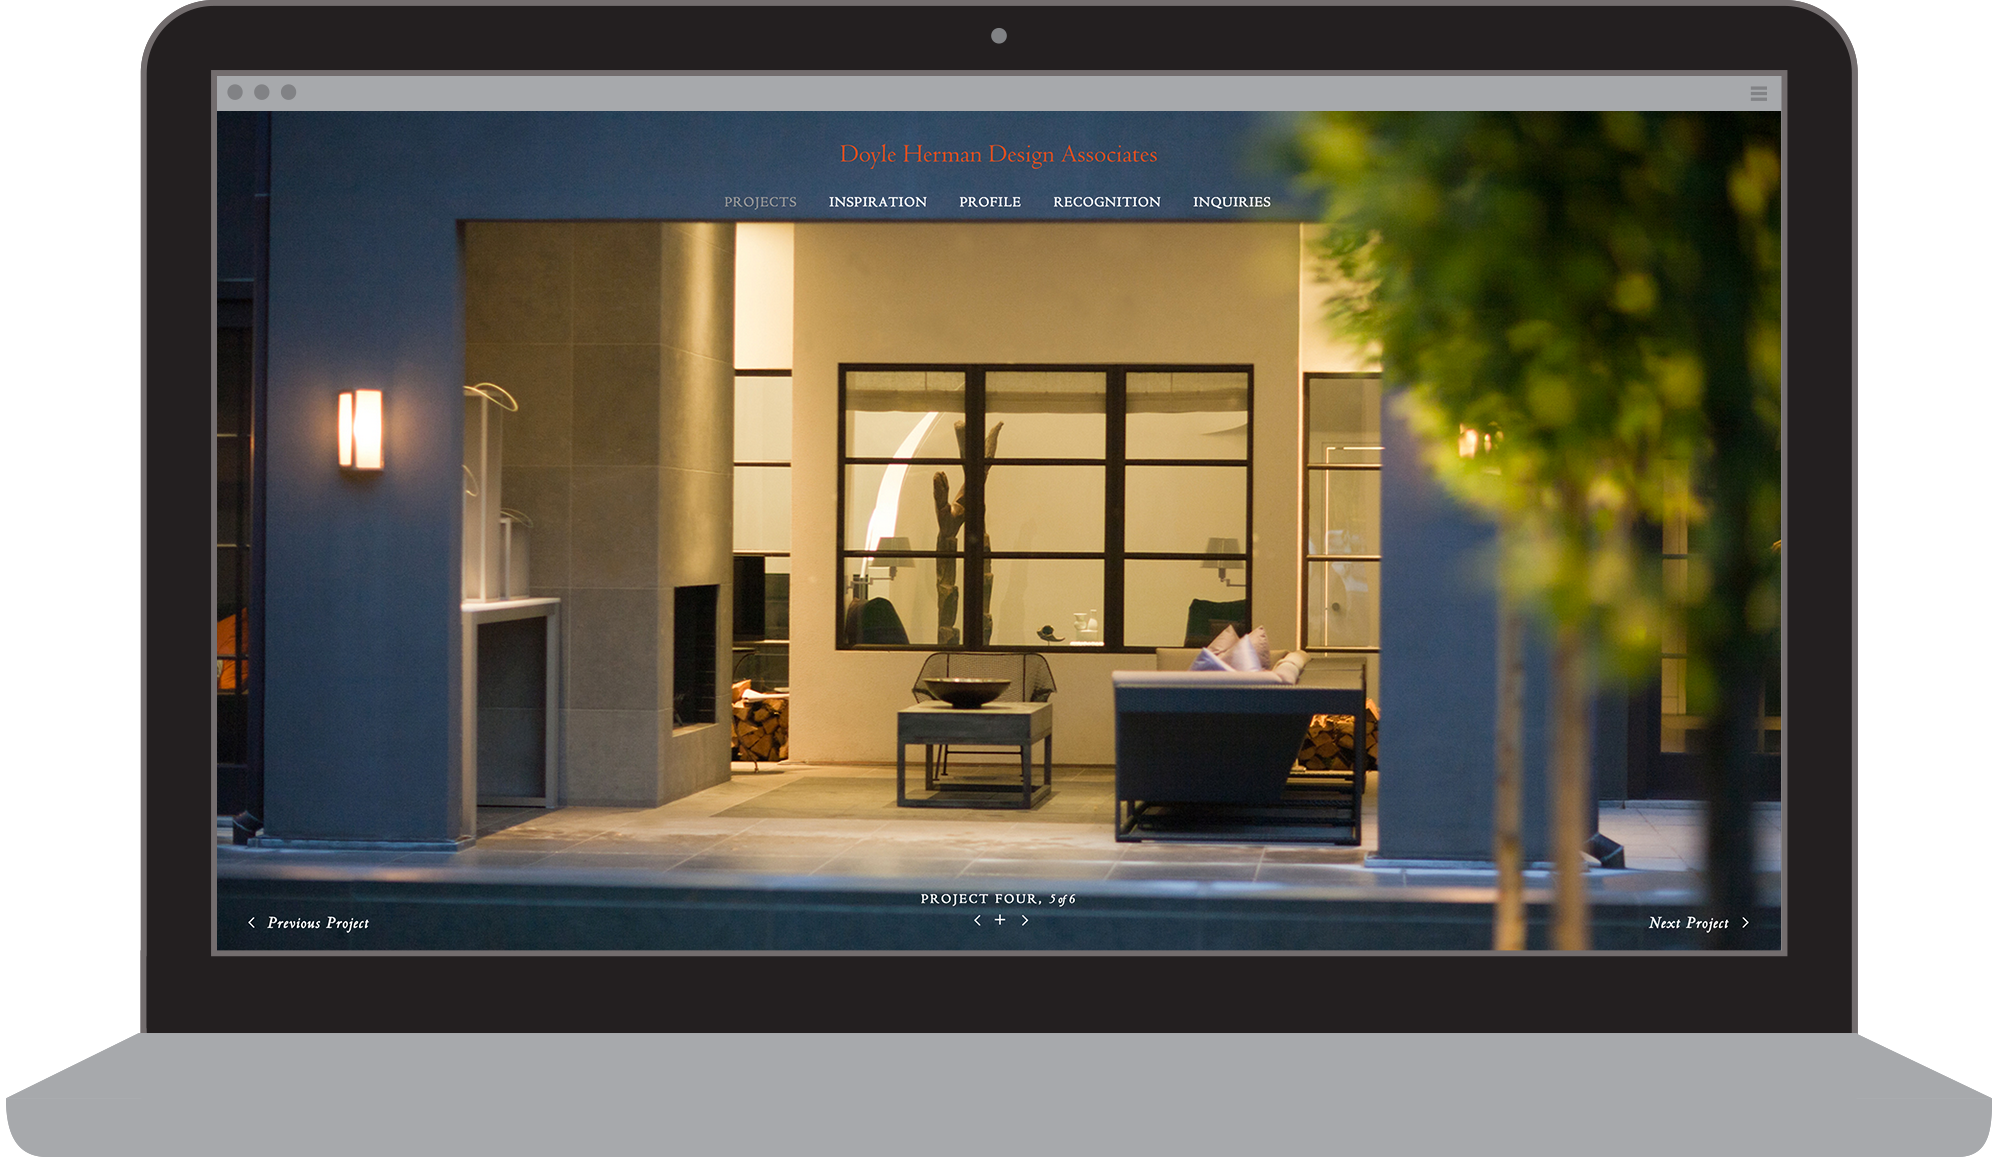 Doyle Herman Design Associates
PROJECTS INSPIRATION PROFILE RECOGNITION INQUIRIES
PROJECT FOUR, 5 of 6
< + >
< Previous Project
Next Project >